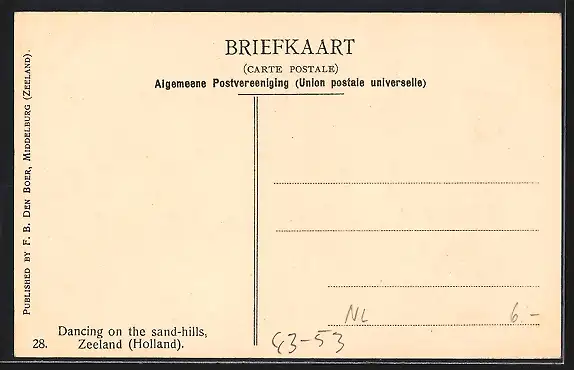 BRIEFKAART
(CARTE POSTALE)
Algemeene Postvereeniging (Union postale universelle)
PUBLISHED BY F. B. DEN BOER, MIDDELBURG (ZEELAND).
Dancing on the sand-hills,
28. Zeeland (Holland).
NL 6.-
43-53